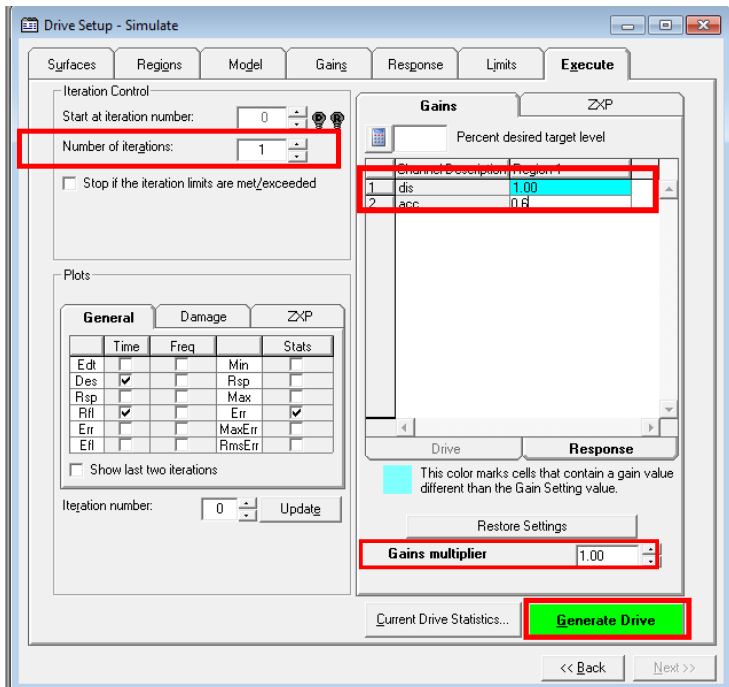 Drive Setup - Simulate
Surfaces Regions Model Gains Response Limits Execute
Iteration Control
Start at iteration number: 0
Number of iterations: 1
Stop if the iteration limits are met/exceeded
Plots
General Damage ZXP
Time Freq Stats
Edt Min
Des Rsp
Rsp Max
Rfl Err
Err MaxErr
Efl RmsErr
Show last two iterations
Iteration number: 0 Update
Gains ZXP
Percent desired target level
Channel Description Region 1
1 dis 1.00
2 acc 0.6
Drive Response
This color marks cells that contain a gain value
different than the Gain Setting value.
Restore Settings
Gains multiplier 1.00
Current Drive Statistics... Generate Drive
<< Back Next >>